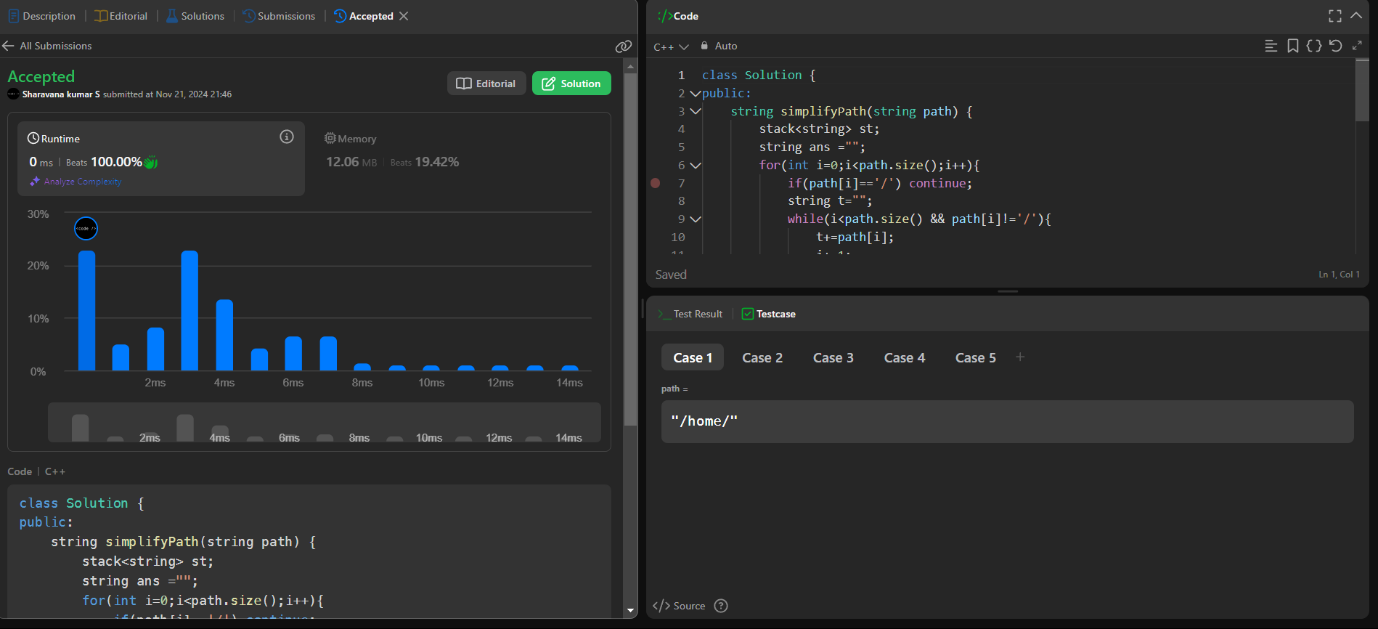 Description | Editorial | Solutions | Submissions | Accepted
All Submissions
Accepted
Sharavana kumar S submitted at Nov 21, 2024 21:46
Editorial
Solution
Runtime
0 ms | Beats 100.00%
Analyze Complexity
Memory
12.06 MB | Beats 19.42%
30%
20%
10%
0%
2ms 4ms 6ms 8ms 10ms 12ms 14ms
2ms 4ms 6ms 8ms 10ms 12ms 14ms
Code | C++
class Solution {
public:
    string simplifyPath(string path) {
        stack<string> st;
        string ans ="";
        for(int i=0;i<path.size();i++){
            if(path[i]=='/') continue;
</>Code
C++ Auto
1 class Solution {
2 public:
3     string simplifyPath(string path) {
4         stack<string> st;
5         string ans ="";
6         for(int i=0;i<path.size();i++){
7             if(path[i]=='/') continue;
8             string t="";
9             while(i<path.size() && path[i]!='/'){
10                 t+=path[i];
11
Saved
Ln 1, Col 1
>_ Test Result | Testcase
Case 1 Case 2 Case 3 Case 4 Case 5 +
path =
"/home/"
</> Source ?